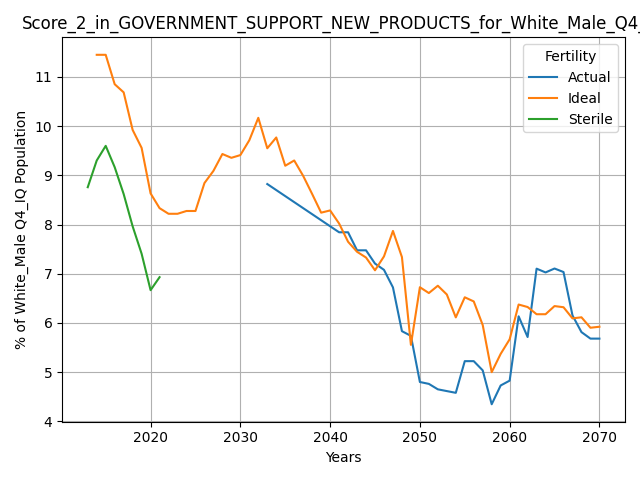 Score_2_in_GOVERNMENT_SUPPORT_NEW_PRODUCTS_for_White_Male_Q4_
Fertility
Actual
Ideal
Sterile
% of White_Male Q4_IQ Population
11
10
9
8
7
6
5
4
2020 2030 2040 2050 2060 2070
Years